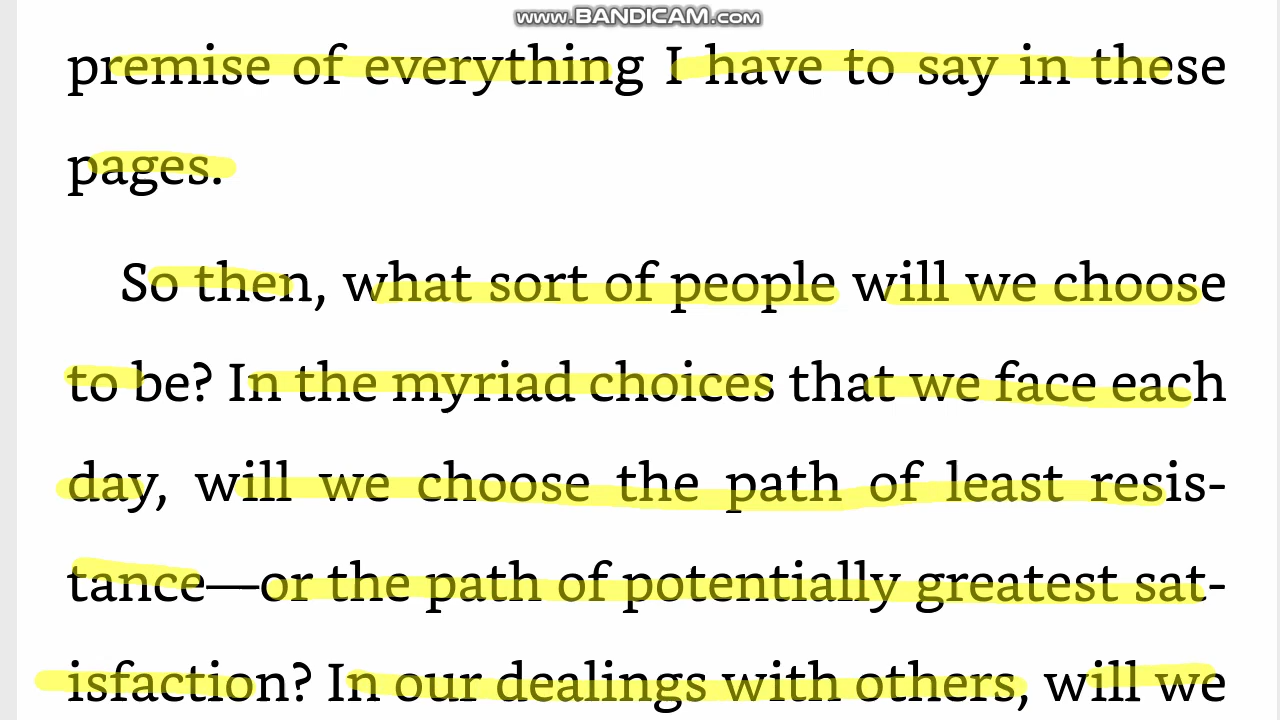 www.BANDICAM.com
premise of everything I have to say in these
pages.
So then, what sort of people will we choose
to be? In the myriad choices that we face each
day, will we choose the path of least resis-
tance—or the path of potentially greatest sat-
isfaction? In our dealings with others, will we